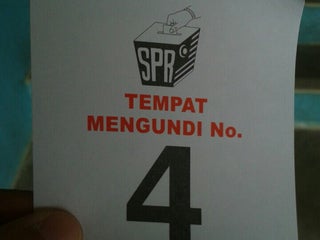 SPR
TEMPAT
MENGUNDI No.
4